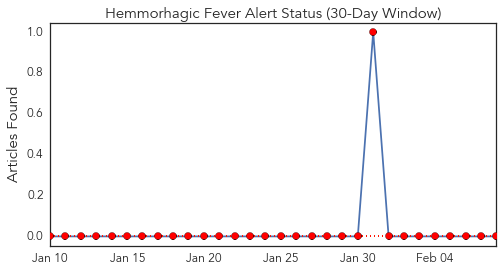 Hemmorhagic Fever Alert Status (30-Day Window)
Articles Found
1.0
0.8
0.6
0.4
0.2
0.0
Jan 10 Jan 15 Jan 20 Jan 25 Jan 30 Feb 04